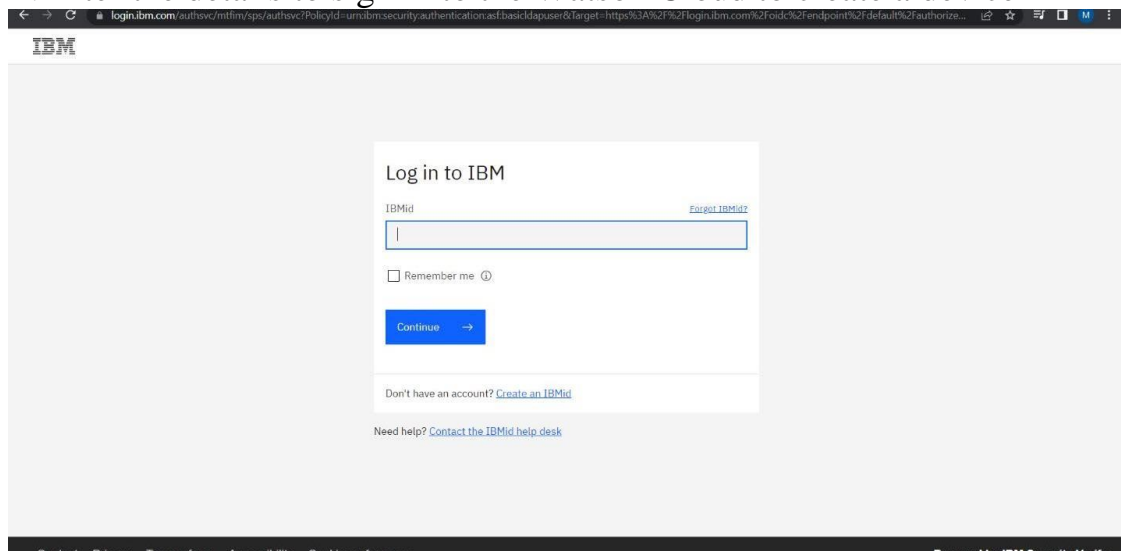 login.ibm.com/authsvc/mtfim/sps/authsvc?PolicyId=urn:ibm:security:authentication:asf:basicldapuser&Target=https%3A%2F%2Flogin.ibm.com%2Foidc%2Fendpoint%2Fdefault%2Fauthorize...
M
IBM
Log in to IBM
IBMid
Forgot IBMid?
Remember me
Continue →
Don't have an account? Create an IBMid
Need help? Contact the IBMid help desk